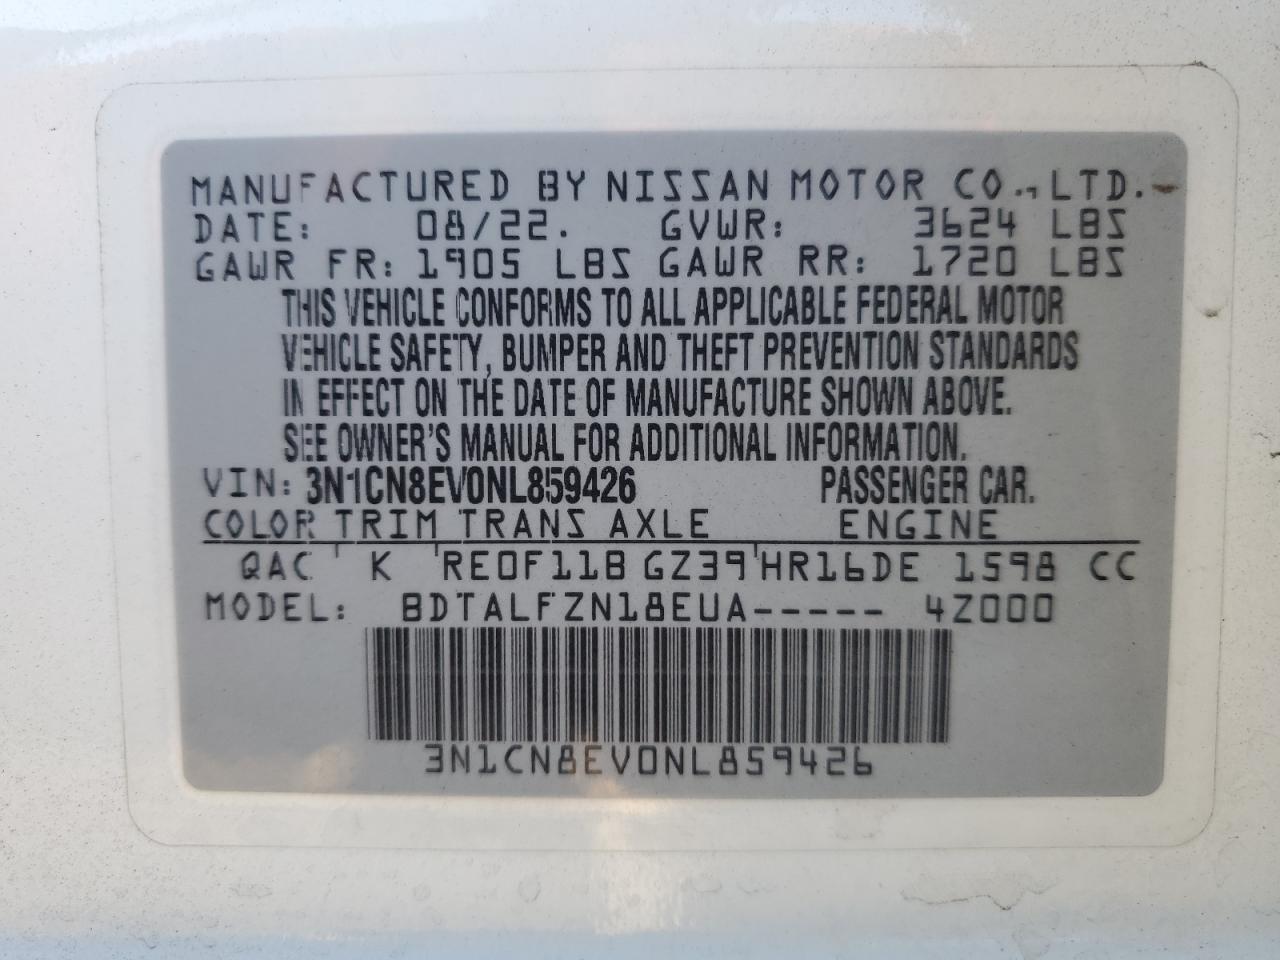 MANUFACTURED BY NISSAN MOTOR CO., LTD.
DATE: 08/22. GVWR: 3624 LBS
GAWR FR: 1905 LBS GAWR RR: 1720 LBS
THIS VEHICLE CONFORMS TO ALL APPLICABLE FEDERAL MOTOR
VEHICLE SAFETY, BUMPER AND THEFT PREVENTION STANDARDS
IN EFFECT ON THE DATE OF MANUFACTURE SHOWN ABOVE.
SEE OWNER'S MANUAL FOR ADDITIONAL INFORMATION.
VIN: 3N1CN8EV0NL859426 PASSENGER CAR.
COLOR TRIM TRANS AXLE ENGINE
QAC ' K ' RE0F11B GZ39 ' HR16DE 1598 CC
MODEL: BDTALFZN18EUA----- 4Z000
3N1CN8EV0NL859426